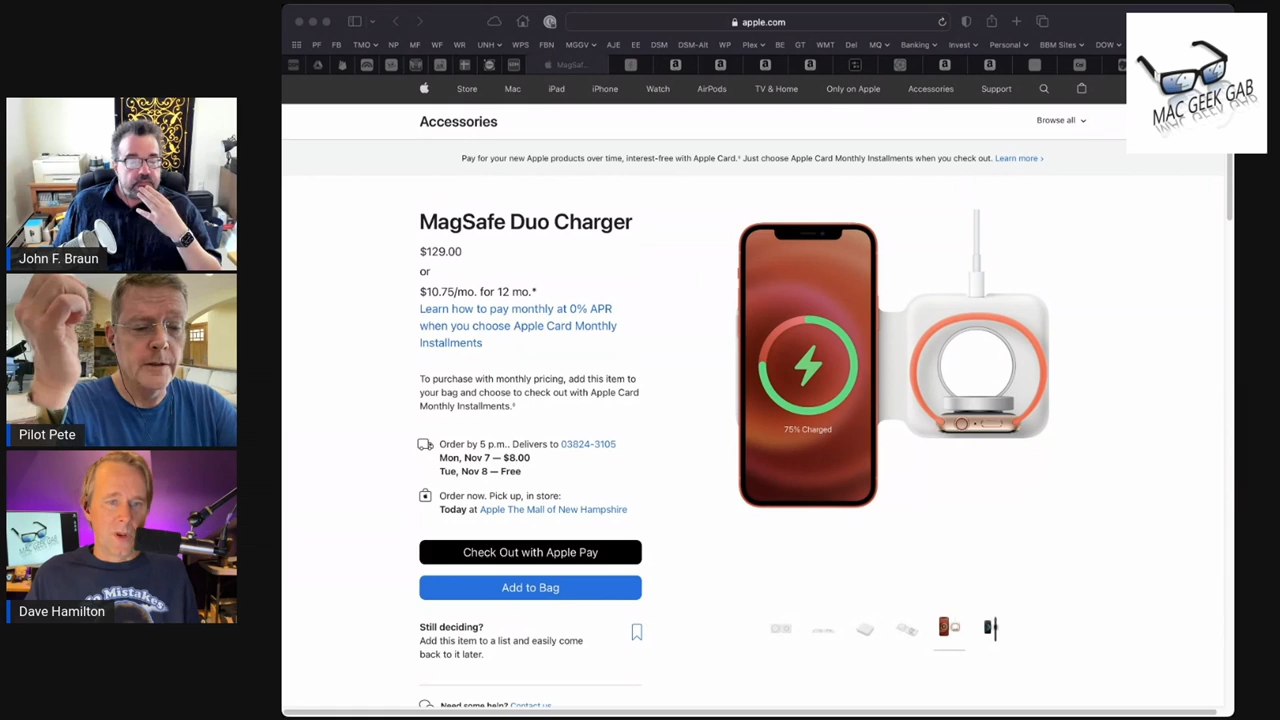 apple.com
PF FB TMO NP MF WF WR UNH WPS FBN MGGV AJE EE DSM DSM-Alt WP Plex BE GT WMT Del MQ Banking Invest Personal BBM Sites DOW
MagSaf...
Store Mac iPad iPhone Watch AirPods TV & Home Only on Apple Accessories Support
Accessories
Browse all
Pay for your new Apple products over time, interest-free with Apple Card.◊ Just choose Apple Card Monthly Installments when you check out. Learn more ›
MagSafe Duo Charger
$129.00
or
$10.75/mo. for 12 mo.*
Learn how to pay monthly at 0% APR
when you choose Apple Card Monthly
Installments
To purchase with monthly pricing, add this item to
your bag and choose to check out with Apple Card
Monthly Installments.◊
Order by 5 p.m.. Delivers to 03824-3105
Mon, Nov 7 — $8.00
Tue, Nov 8 — Free
Order now. Pick up, in store:
Today at Apple The Mall of New Hampshire
Check Out with Apple Pay
Add to Bag
Still deciding?
Add this item to a list and easily come
back to it later.
Need some help? Contact us
75% Charged
MAC GEEK GAB
John F. Braun
Pilot Pete
Mistakes
Dave Hamilton